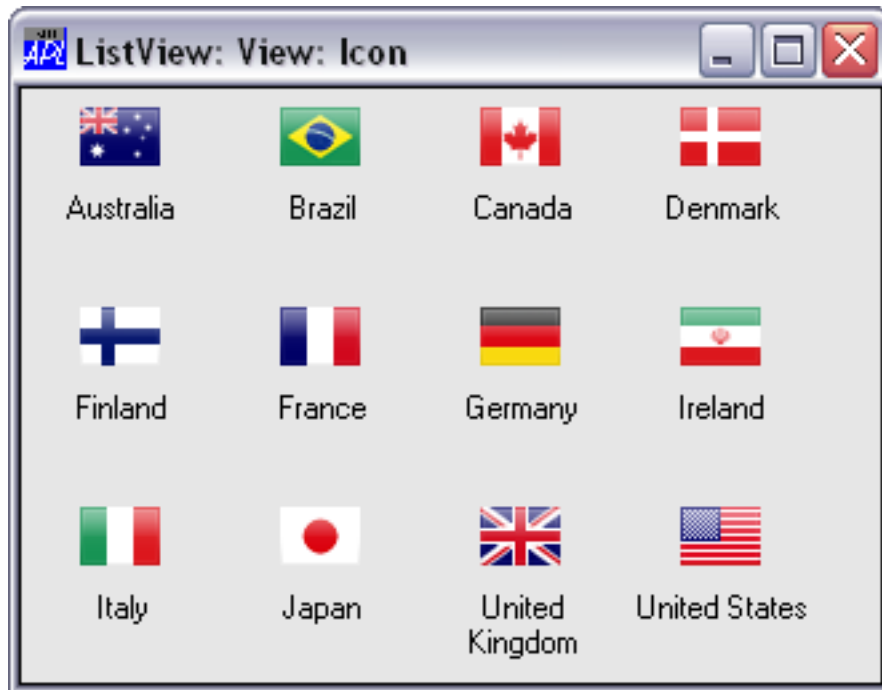 ListView: View: Icon
Australia
Brazil
Canada
Denmark
Finland
France
Germany
Ireland
Italy
Japan
United
Kingdom
United States